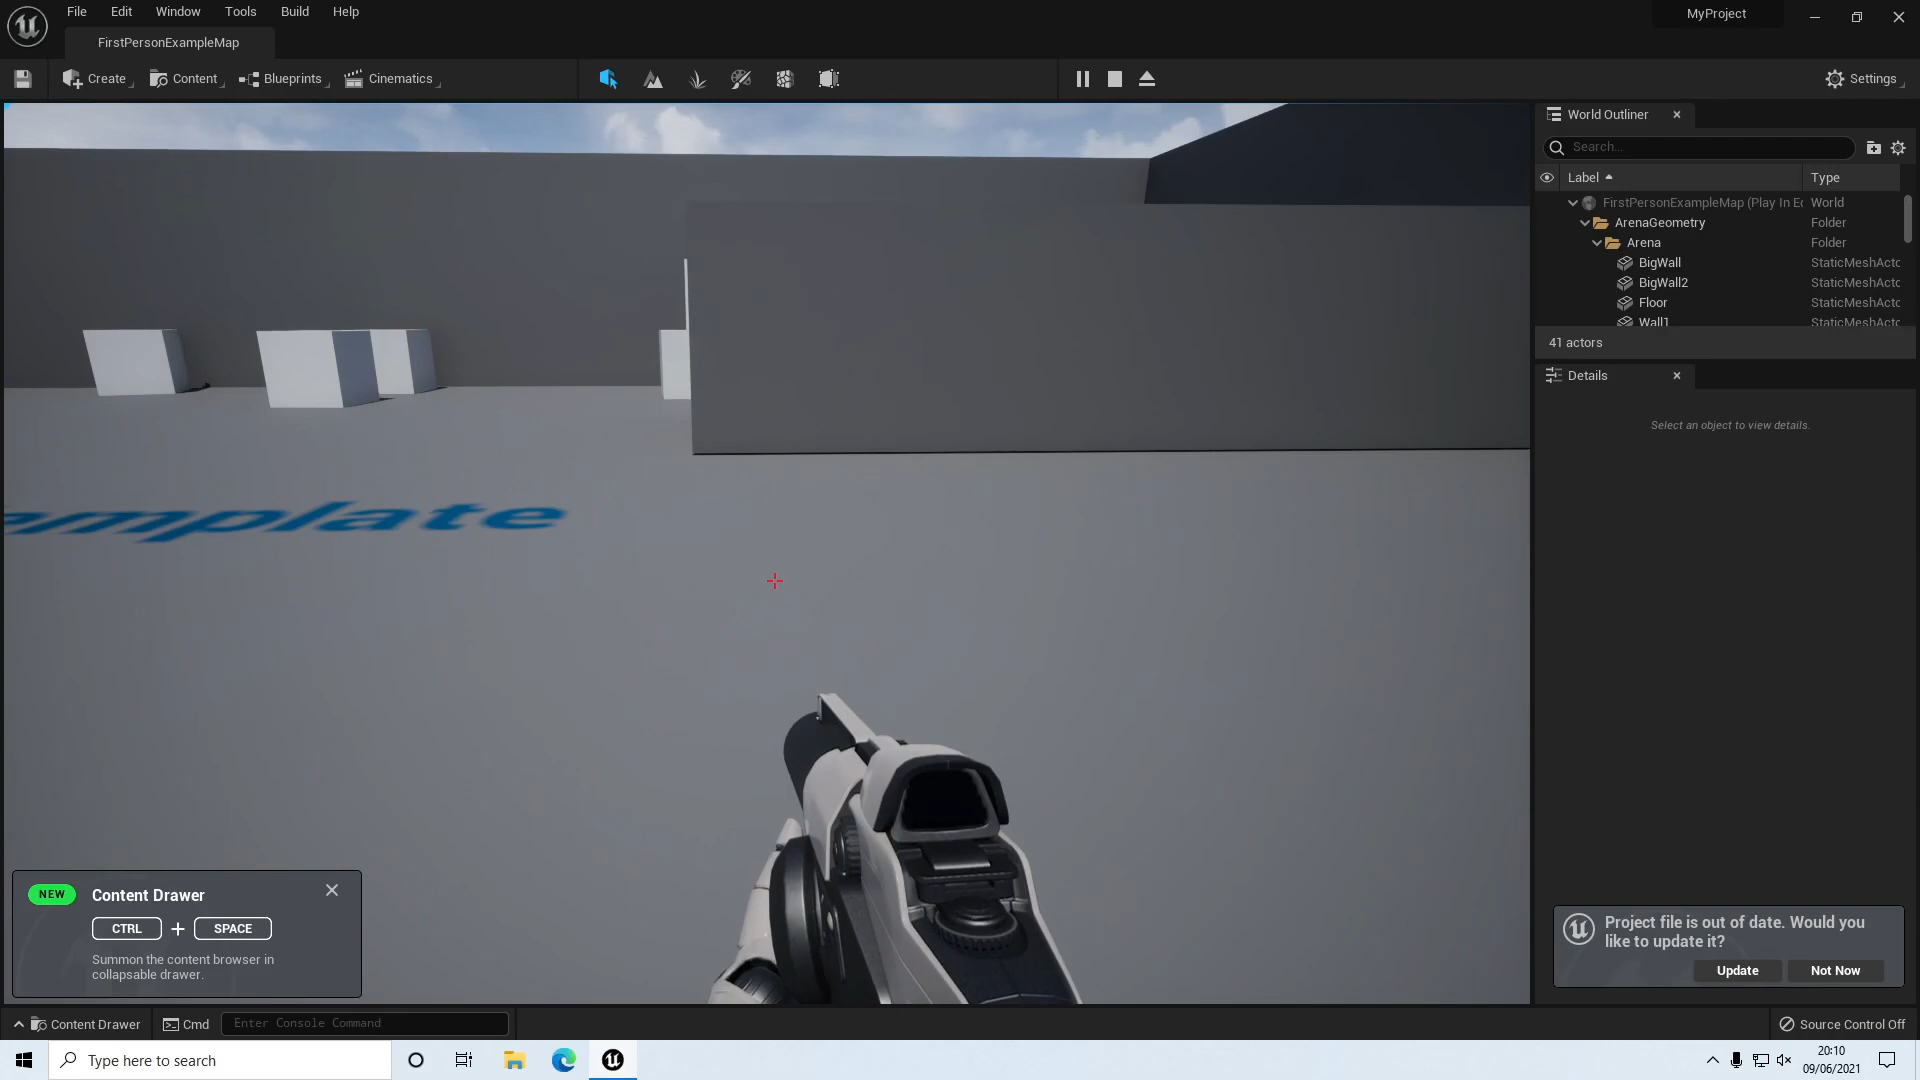 File Edit Window Tools Build Help
MyProject
FirstPersonExampleMap
Create Content Blueprints Cinematics
Settings
World Outliner
Search...
Label Type
FirstPersonExampleMap (Play In Ec World
ArenaGeometry Folder
Arena Folder
BigWall StaticMeshActo
BigWall2 StaticMeshActo
Floor StaticMeshActo
Wall1 StaticMeshActo
41 actors
Details
Select an object to view details.
emplate
NEW Content Drawer
CTRL + SPACE
Summon the content browser in
collapsable drawer.
Project file is out of date. Would you
like to update it?
Update Not Now
Content Drawer Cmd Enter Console Command
Source Control Off
Type here to search
20:10
09/06/2021